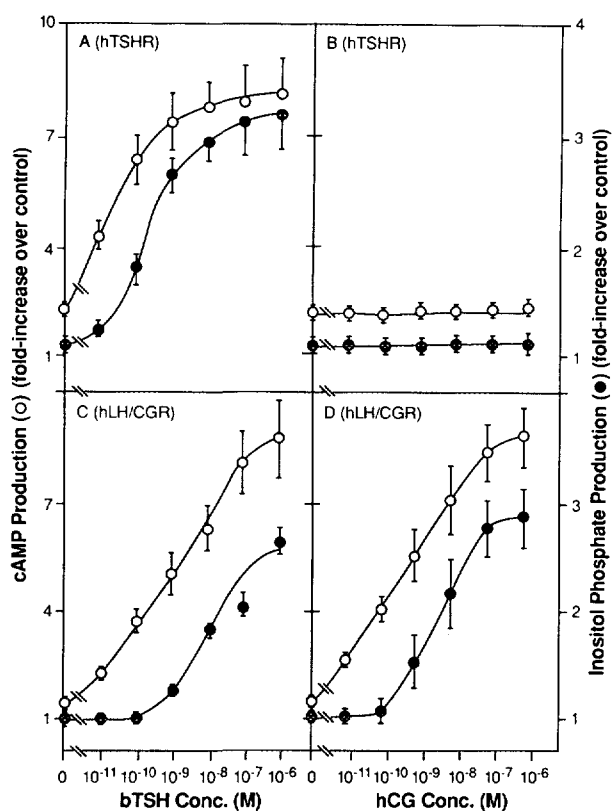 10
7
4
1
A (hTSHR)
B (hTSHR)
4
3
2
1
7
4
1
C (hLH/CGR)
D (hLH/CGR)
3
2
1
cAMP Production (○) (fold-increase over control)
Inositol Phosphate Production (●) (fold-increase over control)
0 10⁻¹¹ 10⁻¹⁰ 10⁻⁹ 10⁻⁸ 10⁻⁷ 10⁻⁶
0 10⁻¹¹ 10⁻¹⁰ 10⁻⁹ 10⁻⁸ 10⁻⁷ 10⁻⁶
bTSH Conc. (M)
hCG Conc. (M)